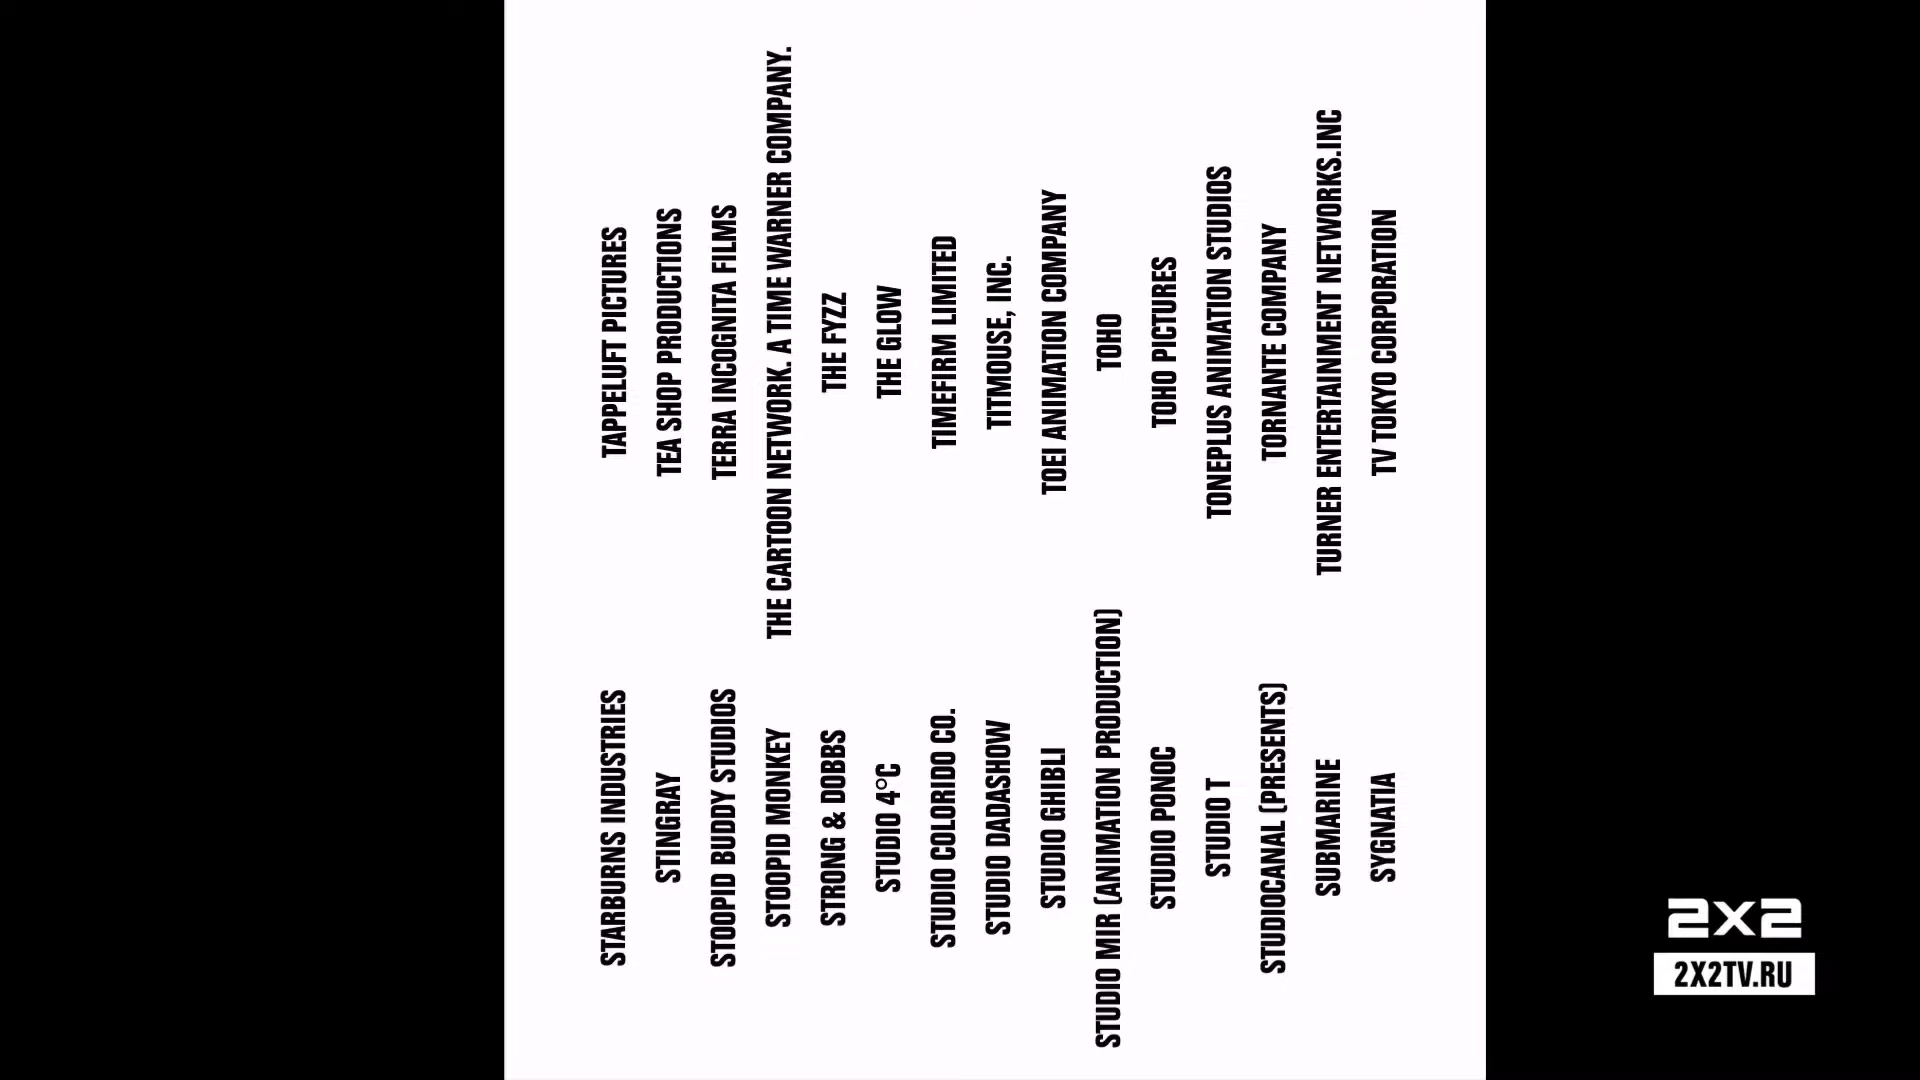 STARBURNS INDUSTRIES
STINGRAY
STOOPID BUDDY STUDIOS
STOOPID MONKEY
STRONG & DOBBS
STUDIO 4°C
STUDIO COLORIDO CO.
STUDIO DADASHOW
STUDIO GHIBLI
STUDIO MIR (ANIMATION PRODUCTION)
STUDIO PONOC
STUDIO T
STUDIOCANAL (PRESENTS)
SUBMARINE
SYGNATIA
TAPPELUFT PICTURES
TEA SHOP PRODUCTIONS
TERRA INCOGNITA FILMS
THE CARTOON NETWORK. A TIME WARNER COMPANY.
THE FYZZ
THE GLOW
TIMEFIRM LIMITED
TITMOUSE, INC.
TOEI ANIMATION COMPANY
TOHO
TOHO PICTURES
TONEPLUS ANIMATION STUDIOS
TORNANTE COMPANY
TURNER ENTERTAINMENT NETWORKS.INC
TV TOKYO CORPORATION
2X2
2X2TV.RU